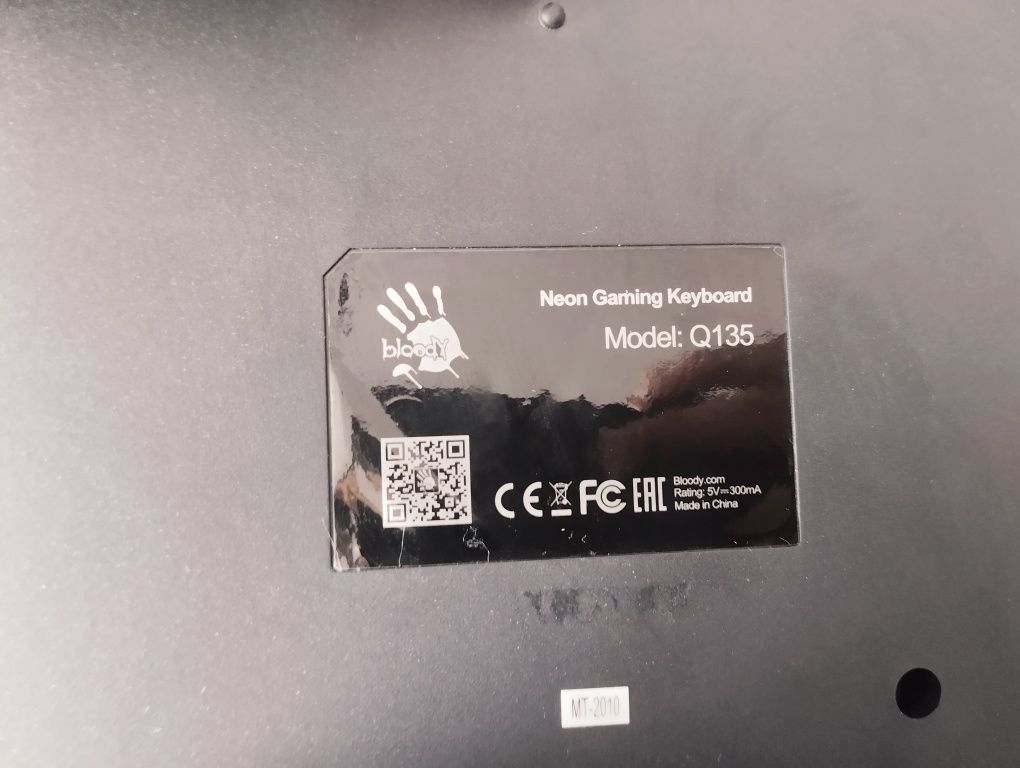 Neon Gaming Keyboard
Model: Q135
bloody
CE FC EAC
Bloody.com
Rating: 5V⎓300mA
Made in China
MT-2010